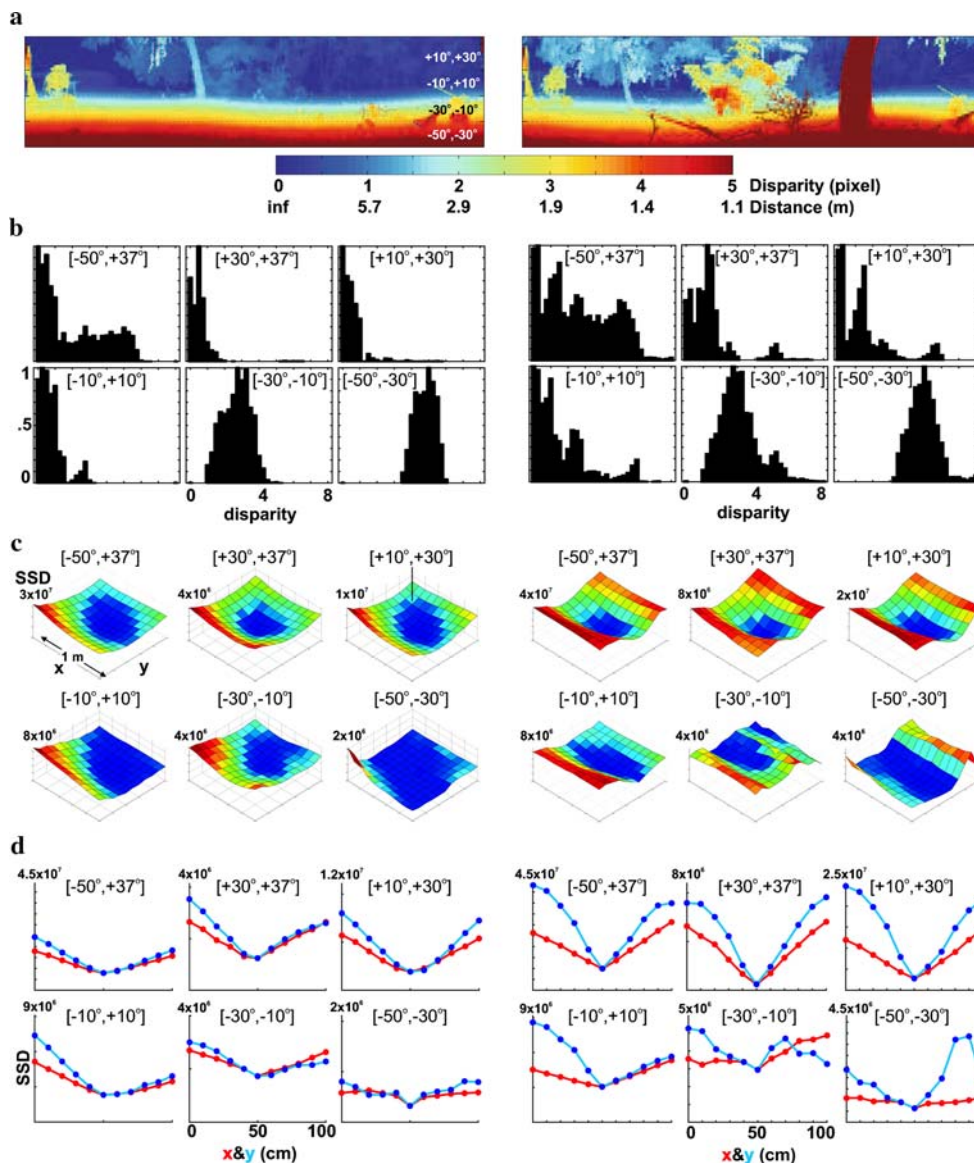 a
+10°,+30°
-10°,+10°
-30°,-10°
-50°,-30°
0 1 2 3 4 5 Disparity (pixel)
inf 5.7 2.9 1.9 1.4 1.1 Distance (m)
b
[-50°,+37°] [+30°,+37°] [+10°,+30°] [-50°,+37°] [+30°,+37°] [+10°,+30°]
1
.5
0
[-10°,+10°] [-30°,-10°] [-50°,-30°] [-10°,+10°] [-30°,-10°] [-50°,-30°]
0 4 8 0 4 8
disparity disparity
c
[-50°,+37°] [+30°,+37°] [+10°,+30°] [-50°,+37°] [+30°,+37°] [+10°,+30°]
SSD
3x10⁷ 4x10⁶ 1x10⁷ 4x10⁷ 8x10⁶ 2x10⁷
1 m
x y
[-10°,+10°] [-30°,-10°] [-50°,-30°] [-10°,+10°] [-30°,-10°] [-50°,-30°]
8x10⁶ 4x10⁶ 2x10⁶ 8x10⁶ 4x10⁶ 4x10⁶
d
4.5x10⁷ 4x10⁶ 1.2x10⁷ 4.5x10⁷ 8x10⁶ 2.5x10⁷
[-50°,+37°] [+30°,+37°] [+10°,+30°] [-50°,+37°] [+30°,+37°] [+10°,+30°]
9x10⁶ 4x10⁶ 2x10⁶ 9x10⁶ 5x10⁶ 4.5x10⁶
[-10°,+10°] [-30°,-10°] [-50°,-30°] [-10°,+10°] [-30°,-10°] [-50°,-30°]
SSD
0 50 100 0 50 100
x&y (cm) x&y (cm)